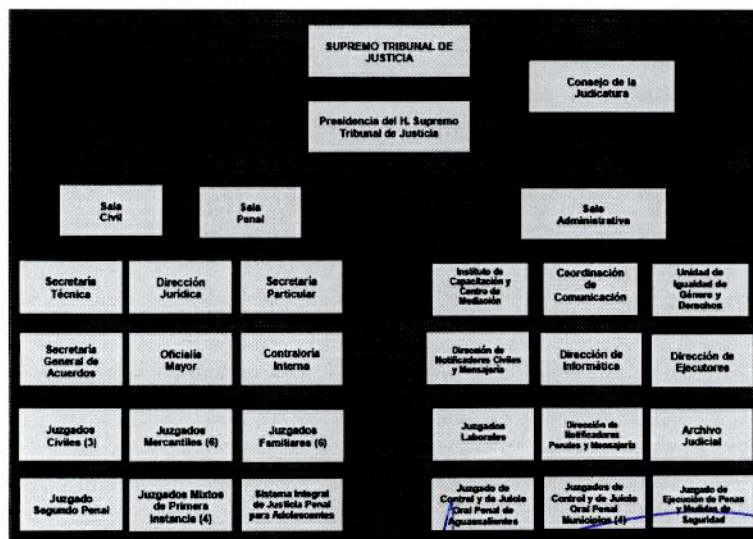 SUPREMO TRIBUNAL DE
JUSTICIA
Consejo de la
Judicatura
Presidencia del H. Supremo
Tribunal de Justicia
Sala
Civil
Sala
Penal
Sala
Administrativa
Secretaría
Técnica
Dirección
Jurídica
Secretaría
Particular
Instituto de
Capacitación y
Centro de
Mediación
Coordinación
de
Comunicación
Unidad de
Igualdad de
Género y
Derechos
Secretaría
General de
Acuerdos
Oficialía
Mayor
Contraloría
Interna
Dirección de
Notificadores Civiles
y Mensajería
Dirección de
Informática
Dirección de
Ejecutores
Juzgados
Civiles (3)
Juzgados
Mercantiles (6)
Juzgados
Familiares (6)
Juzgados
Laborales
Dirección de
Notificadores
Penales y Mensajería
Archivo
Judicial
Juzgado
Segundo Penal
Juzgados Mixtos
de Primera
Instancia (4)
Sistema Integral
de Justicia Penal
para Adolescentes
Juzgado de
Control y de Juicio
Oral Penal de
Aguascalientes
Juzgados de
Control y de Juicio
Oral Penal
Municipios (4)
Juzgado de
Ejecución de Penas
y Medidas de
Seguridad